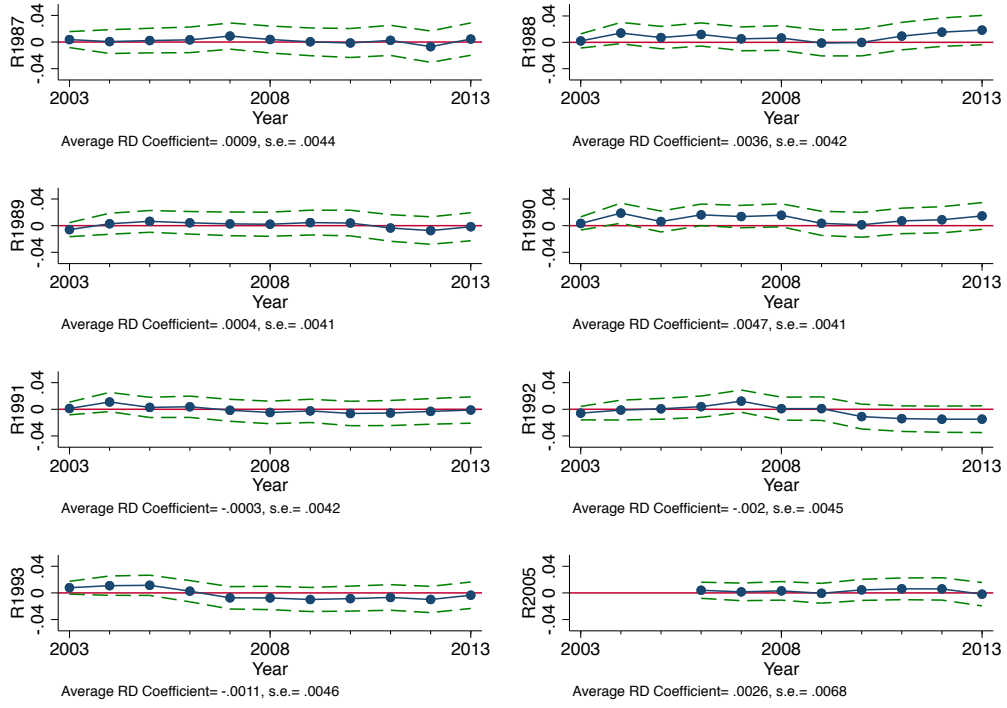 R1987
.04
0
-.04
2003 2008 2013
Year
Average RD Coefficient= .0009, s.e.= .0044
R1988
.04
0
-.04
2003 2008 2013
Year
Average RD Coefficient= .0036, s.e.= .0042
R1989
.04
0
-.04
2003 2008 2013
Year
Average RD Coefficient= .0004, s.e.= .0041
R1990
.04
0
-.04
2003 2008 2013
Year
Average RD Coefficient= .0047, s.e.= .0041
R1991
.04
0
-.04
2003 2008 2013
Year
Average RD Coefficient= -.0003, s.e.= .0042
R1992
.04
0
-.04
2003 2008 2013
Year
Average RD Coefficient= -.002, s.e.= .0045
R1993
.04
0
-.04
2003 2008 2013
Year
Average RD Coefficient= -.0011, s.e.= .0046
R2005
.04
0
-.04
2003 2008 2013
Year
Average RD Coefficient= .0026, s.e.= .0068